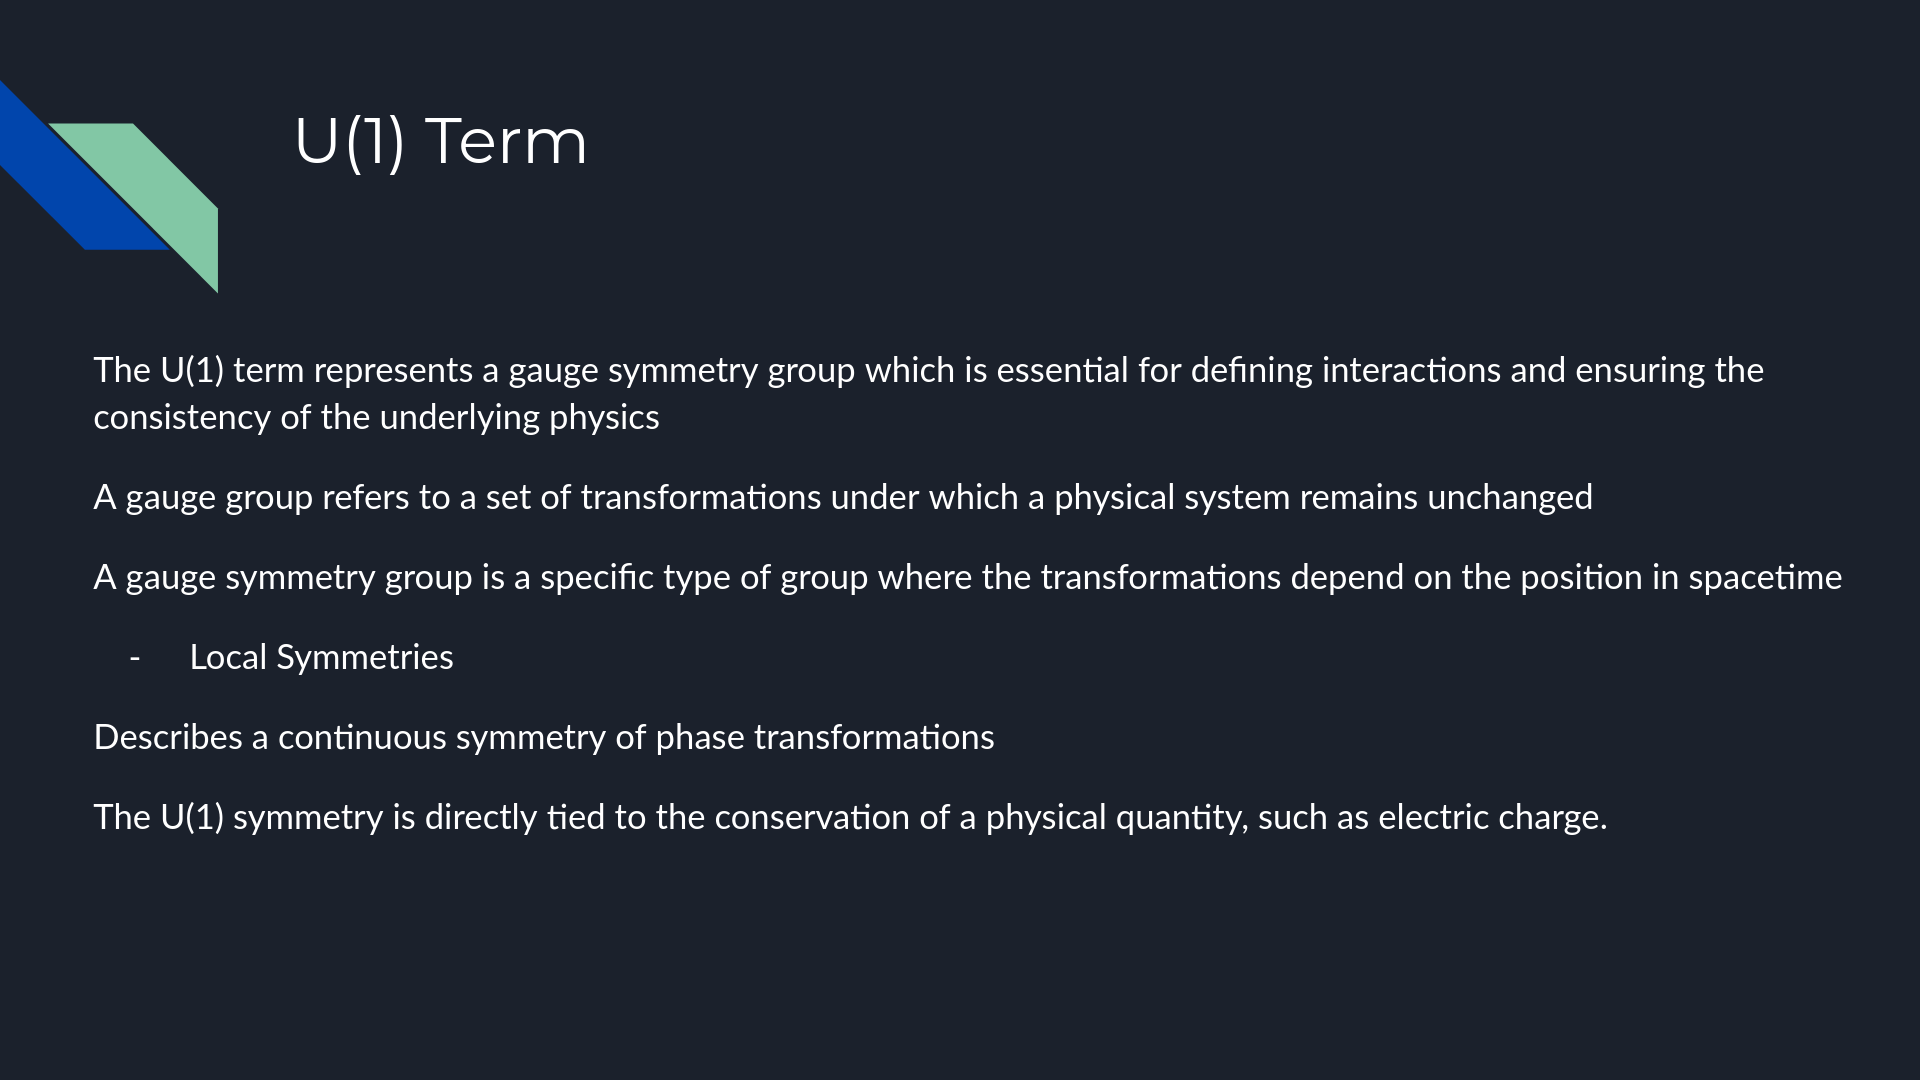 U(1) Term
The U(1) term represents a gauge symmetry group which is essential for defining interactions and ensuring the
consistency of the underlying physics
A gauge group refers to a set of transformations under which a physical system remains unchanged
A gauge symmetry group is a specific type of group where the transformations depend on the position in spacetime
- Local Symmetries
Describes a continuous symmetry of phase transformations
The U(1) symmetry is directly tied to the conservation of a physical quantity, such as electric charge.